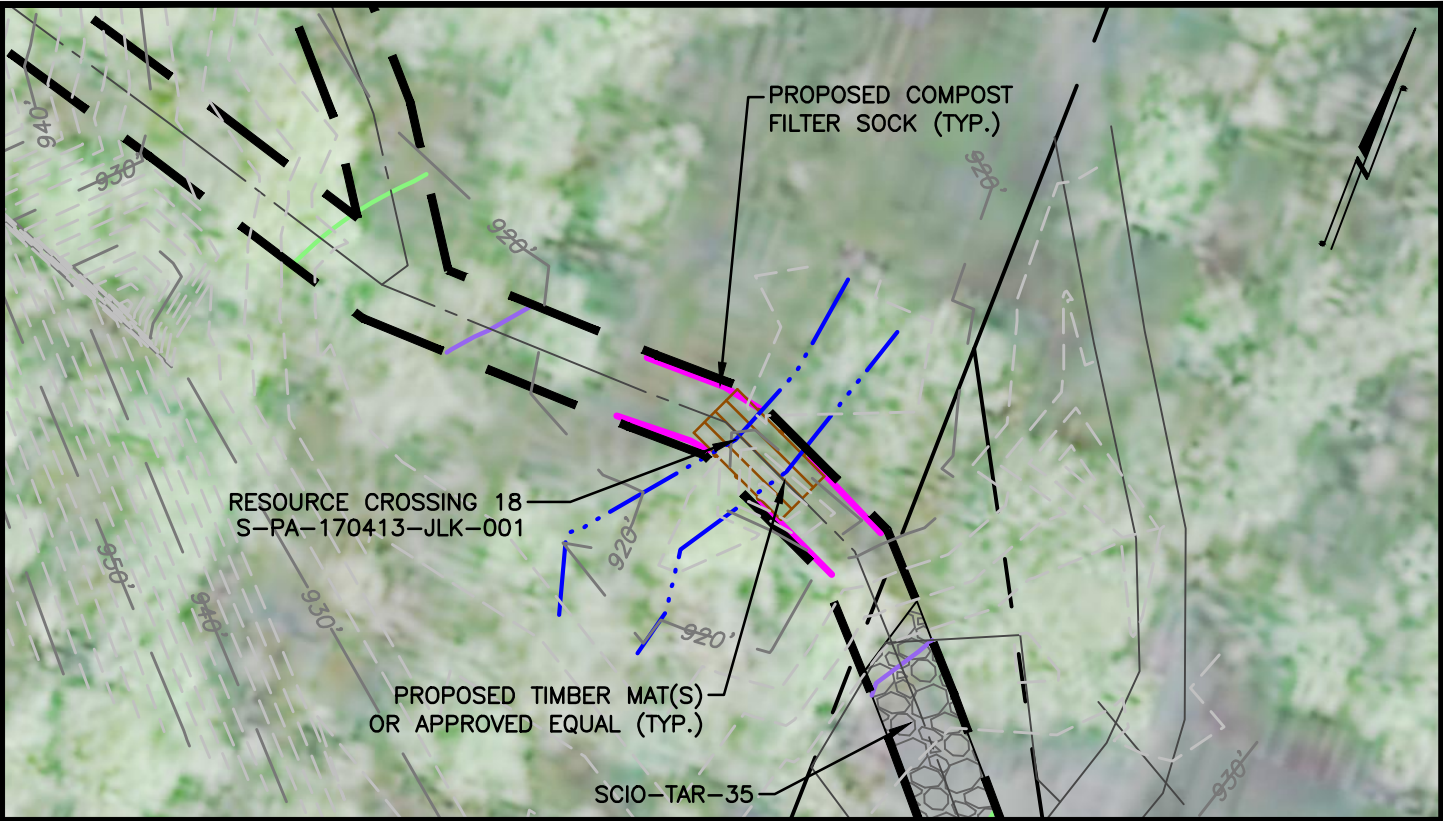 PROPOSED COMPOST
FILTER SOCK (TYP.)
940'
930'
920'
920'
RESOURCE CROSSING 18
S-PA-170413-JLK-001
920'
950'
940'
930'
920'
PROPOSED TIMBER MAT(S)
OR APPROVED EQUAL (TYP.)
SCIO-TAR-35
930'